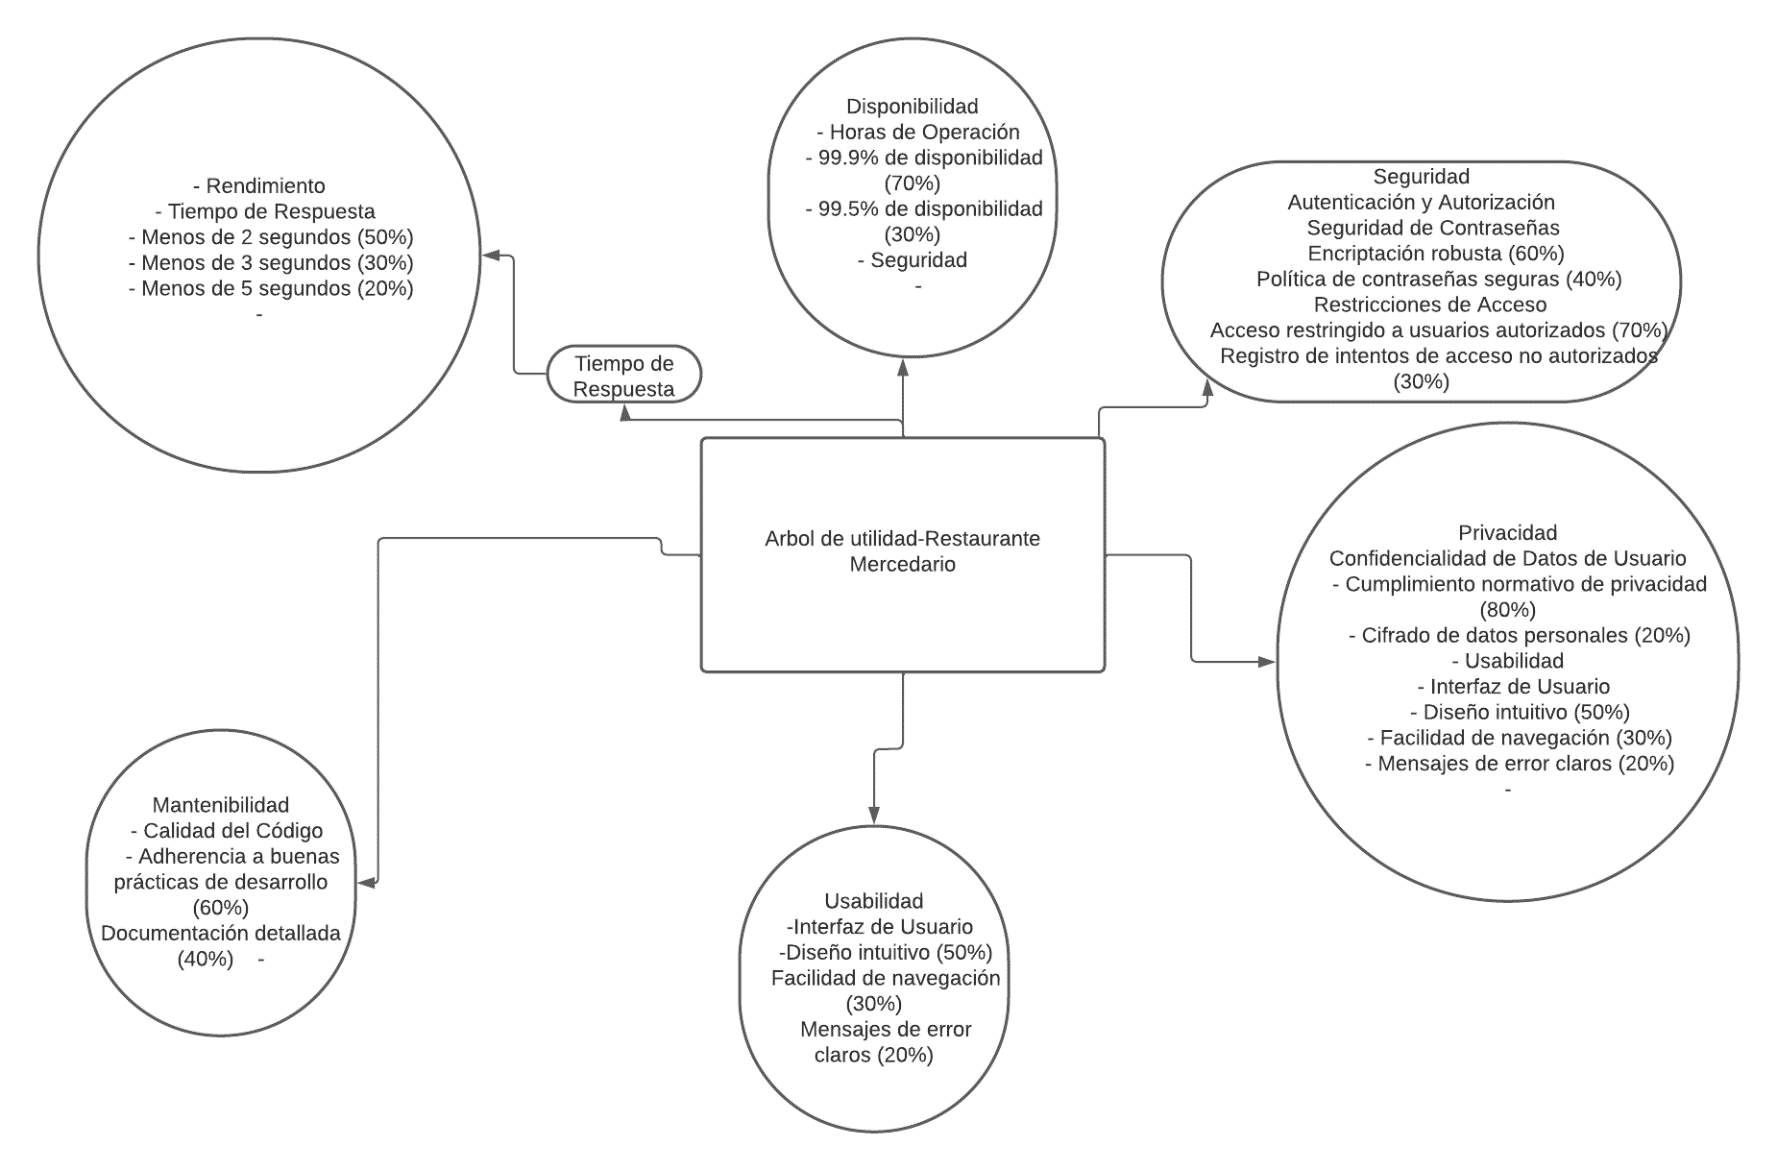 - Rendimiento
- Tiempo de Respuesta
- Menos de 2 segundos (50%)
- Menos de 3 segundos (30%)
- Menos de 5 segundos (20%)
-
Disponibilidad
- Horas de Operación
- 99.9% de disponibilidad
(70%)
- 99.5% de disponibilidad
(30%)
- Seguridad
-
Seguridad
Autenticación y Autorización
Seguridad de Contraseñas
Encriptación robusta (60%)
Política de contraseñas seguras (40%)
Restricciones de Acceso
Acceso restringido a usuarios autorizados (70%)
Registro de intentos de acceso no autorizados
(30%)
Tiempo de
Respuesta
Arbol de utilidad-Restaurante
Mercedario
Privacidad
Confidencialidad de Datos de Usuario
- Cumplimiento normativo de privacidad
(80%)
- Cifrado de datos personales (20%)
- Usabilidad
- Interfaz de Usuario
- Diseño intuitivo (50%)
- Facilidad de navegación (30%)
- Mensajes de error claros (20%)
-
Mantenibilidad
- Calidad del Código
- Adherencia a buenas
prácticas de desarrollo
(60%)
Documentación detallada
(40%) -
Usabilidad
-Interfaz de Usuario
-Diseño intuitivo (50%)
Facilidad de navegación
(30%)
Mensajes de error
claros (20%)